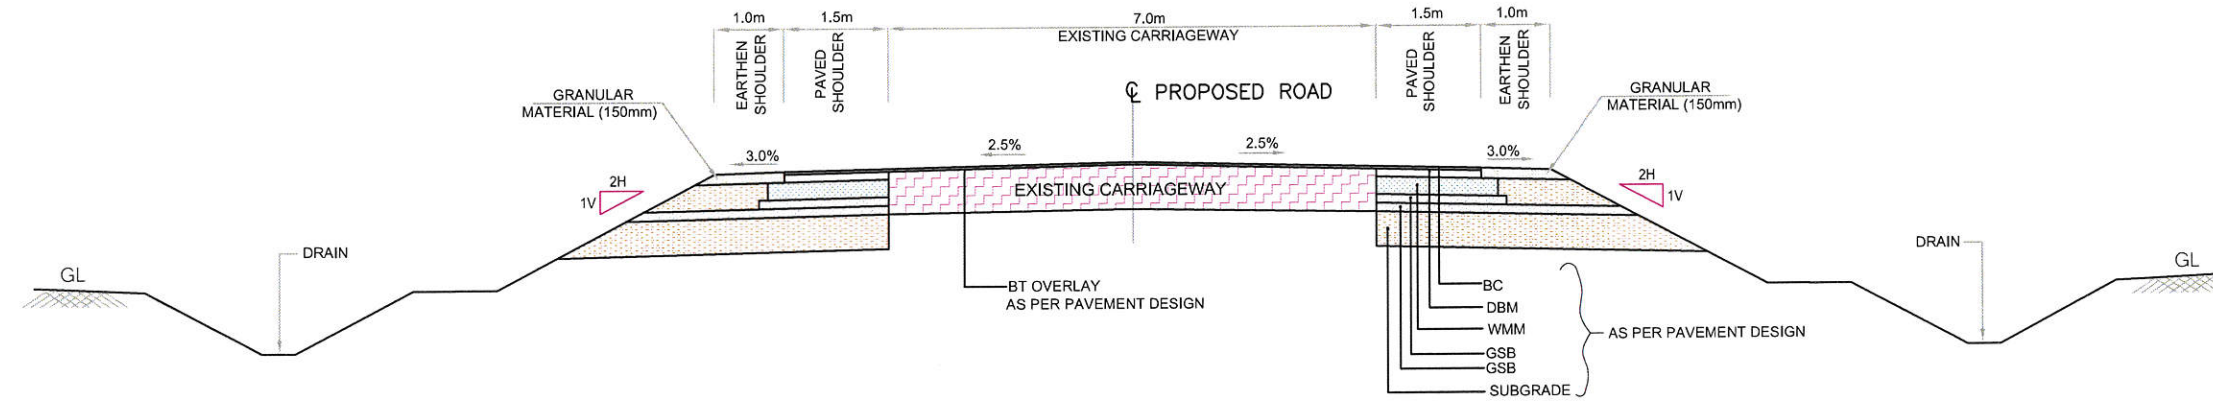 1.0m
1.5m
7.0m
1.5m
1.0m
EXISTING CARRIAGEWAY
EARTHEN
SHOULDER
PAVED
SHOULDER
PAVED
SHOULDER
EARTHEN
SHOULDER
GRANULAR
MATERIAL (150mm)
℄ PROPOSED ROAD
GRANULAR
MATERIAL (150mm)
3.0%
2.5%
2.5%
3.0%
2H
1V
EXISTING CARRIAGEWAY
2H
1V
DRAIN
DRAIN
GL
GL
BT OVERLAY
AS PER PAVEMENT DESIGN
BC
DBM
WMM
GSB
GSB
SUBGRADE
AS PER PAVEMENT DESIGN